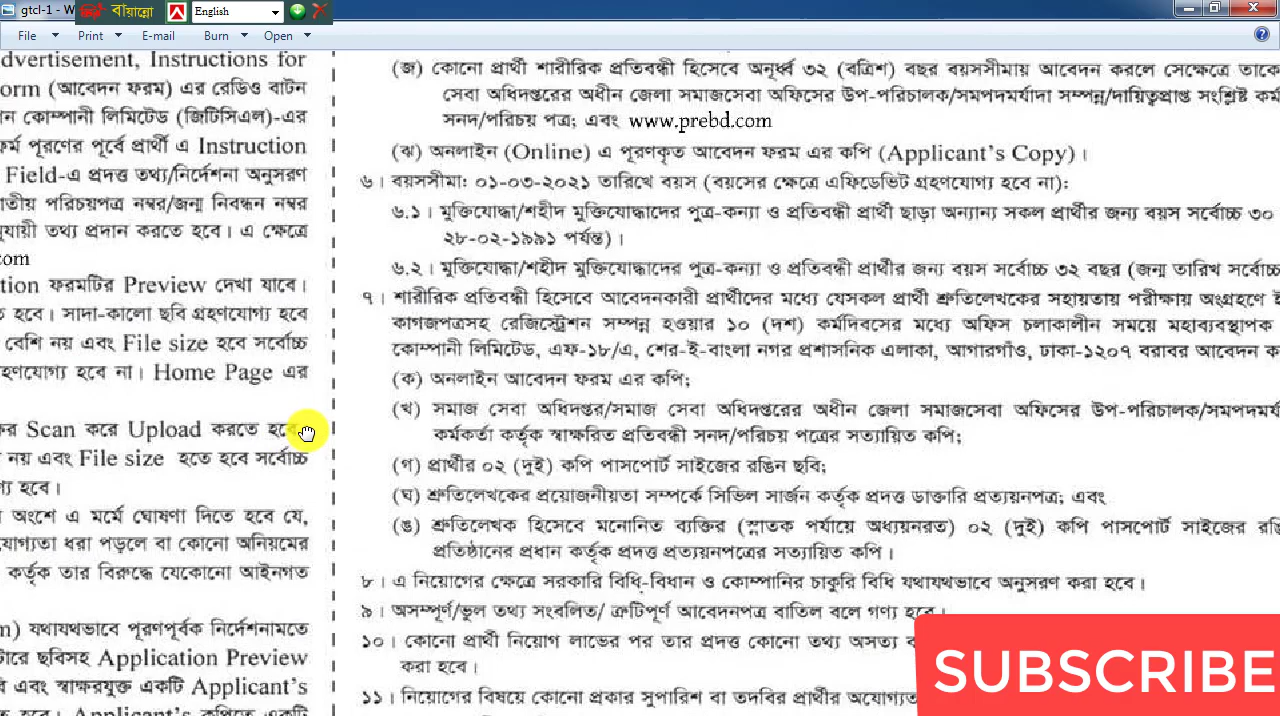 gtcl-1 - W
বায়ান্নো
English
File Print E-mail Burn Open
dvertisement, Instructions for
orm (আবেদন ফরম) এর রেডিও বাটন
ন কোম্পানী লিমিটেড (জিটিসিএল)-এর
ফর্ম পূরণের পূর্বে প্রার্থী এ Instruction
Field-এ প্রদত্ত তথ্য/নির্দেশনা অনুসরণ
তীয় পরিচয়পত্র নম্বর/জন্ম নিবন্ধন নম্বর
যায়ী তথ্য প্রদান করতে হবে। এ ক্ষেত্রে
com
tion ফরমটির Preview দেখা যাবে।
ত হবে। সাদা-কালো ছবি গ্রহণযোগ্য হবে
বেশি নয় এবং File size হবে সর্বোচ্চ
হণযোগ্য হবে না। Home Page এর
ষর Scan করে Upload করতে হবে,
নয় এবং File size হতে হবে সর্বোচ্চ
গ্য হবে।
অংশে এ মর্মে ঘোষণা দিতে হবে যে,
যোগ্যতা ধরা পড়লে বা কোনো অনিয়মের
কর্তৃক তার বিরুদ্ধে যেকোনো আইনগত
m) যথাযথভাবে পূরণপূর্বক নির্দেশনামতে
টারে ছবিসহ Application Preview
বি এবং স্বাক্ষরযুক্ত একটি Applicant's
তে হবে। Applicant's কপিতে একটি
(জ) কোনো প্রার্থী শারীরিক প্রতিবন্ধী হিসেবে অনূর্ধ্ব ৩২ (বত্রিশ) বছর বয়সসীমায় আবেদন করলে সেক্ষেত্রে তাকে
সেবা অধিদপ্তরের অধীন জেলা সমাজসেবা অফিসের উপ-পরিচালক/সমপদমর্যাদা সম্পন্ন/দায়িত্বপ্রাপ্ত সংশ্লিষ্ট কর্ম
সনদ/পরিচয় পত্র; এবং www.prebd.com
(ঝ) অনলাইন (Online) এ পূরণকৃত আবেদন ফরম এর কপি (Applicant's Copy)।
৬। বয়সসীমা: ০১-০৩-২০২১ তারিখে বয়স (বয়সের ক্ষেত্রে এফিডেভিট গ্রহণযোগ্য হবে না):
৬.১। মুক্তিযোদ্ধা/শহীদ মুক্তিযোদ্ধাদের পুত্র-কন্যা ও প্রতিবন্ধী প্রার্থী ছাড়া অন্যান্য সকল প্রার্থীর জন্য বয়স সর্বোচ্চ ৩০
২৮-০২-১৯৯১ পর্যন্ত)।
৬.২। মুক্তিযোদ্ধা/শহীদ মুক্তিযোদ্ধাদের পুত্র-কন্যা ও প্রতিবন্ধী প্রার্থীর জন্য বয়স সর্বোচ্চ ৩২ বছর (জন্ম তারিখ সর্বোচ্চ
৭। শারীরিক প্রতিবন্ধী হিসেবে আবেদনকারী প্রার্থীদের মধ্যে যেসকল প্রার্থী শ্রুতিলেখকের সহায়তায় পরীক্ষায় অংশগ্রহণে ই
কাগজপত্রসহ রেজিস্ট্রেশন সম্পন্ন হওয়ার ১০ (দশ) কর্মদিবসের মধ্যে অফিস চলাকালীন সময়ে মহাব্যবস্থাপক
কোম্পানী লিমিটেড, এফ-১৮/এ, শের-ই-বাংলা নগর প্রশাসনিক এলাকা, আগারগাঁও, ঢাকা-১২০৭ বরাবর আবেদন ক
(ক) অনলাইন আবেদন ফরম এর কপি;
(খ) সমাজ সেবা অধিদপ্তর/সমাজ সেবা অধিদপ্তরের অধীন জেলা সমাজসেবা অফিসের উপ-পরিচালক/সমপদমর্যা
কর্মকর্তা কর্তৃক স্বাক্ষরিত প্রতিবন্ধী সনদ/পরিচয় পত্রের সত্যায়িত কপি;
(গ) প্রার্থীর ০২ (দুই) কপি পাসপোর্ট সাইজের রঙিন ছবি;
(ঘ) শ্রুতিলেখকের প্রয়োজনীয়তা সম্পর্কে সিভিল সার্জন কর্তৃক প্রদত্ত ডাক্তারি প্রত্যয়নপত্র; এবং
(ঙ) শ্রুতিলেখক হিসেবে মনোনিত ব্যক্তির (স্নাতক পর্যায়ে অধ্যয়নরত) ০২ (দুই) কপি পাসপোর্ট সাইজের রঙি
প্রতিষ্ঠানের প্রধান কর্তৃক প্রদত্ত প্রত্যয়নপত্রের সত্যায়িত কপি।
৮। এ নিয়োগের ক্ষেত্রে সরকারি বিধি-বিধান ও কোম্পানির চাকুরি বিধি যথাযথভাবে অনুসরণ করা হবে।
৯। অসম্পূর্ণ/ভুল তথ্য সংবলিত/ ত্রুটিপূর্ণ আবেদনপত্র বাতিল বলে গণ্য হবে।
১০। কোনো প্রার্থী নিয়োগ লাভের পর তার প্রদত্ত কোনো তথ্য অসত্য ব
করা হবে।
১১। নিয়োগের বিষয়ে কোনো প্রকার সুপারিশ বা তদবির প্রার্থীর অযোগ্যত
SUBSCRIBE